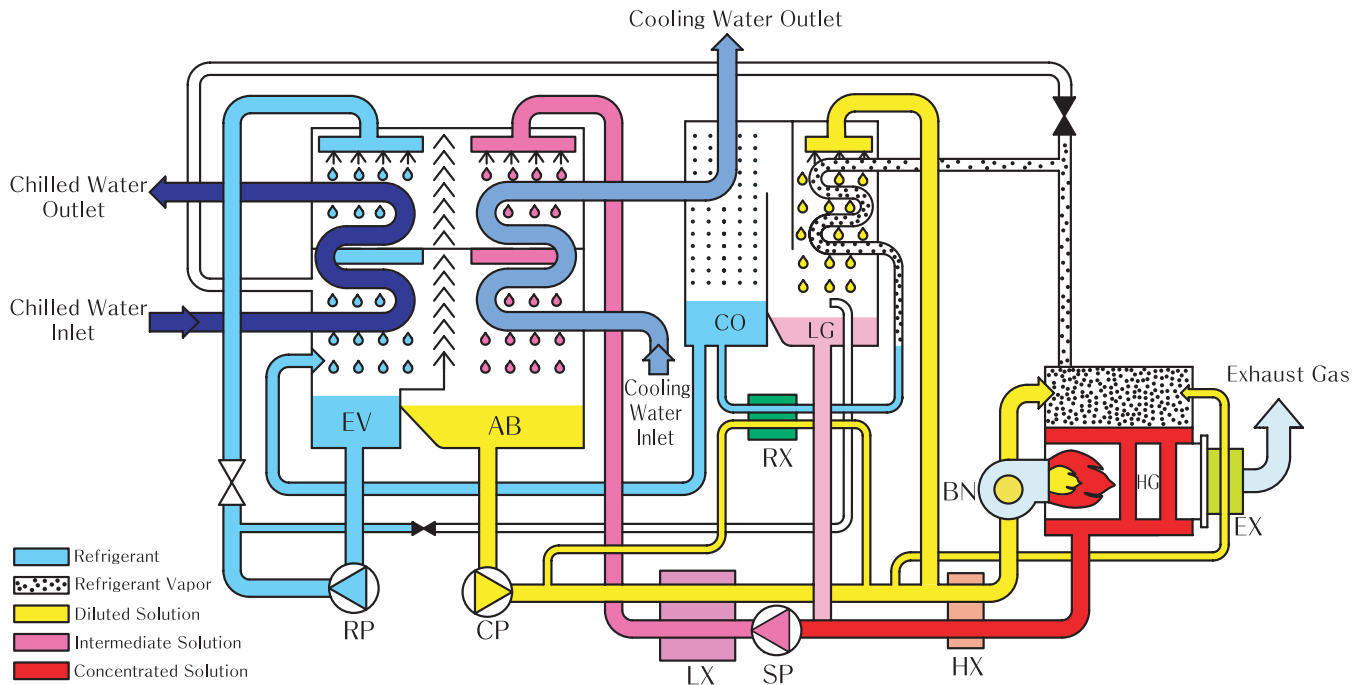 Cooling Water Outlet
Chilled Water
Outlet
Chilled Water
Inlet
CO
LG
Cooling
Water
Inlet
Exhaust Gas
EV
AB
RX
BN
HG
EX
Refrigerant
Refrigerant Vapor
Diluted Solution
Intermediate Solution
Concentrated Solution
RP
CP
LX
SP
HX